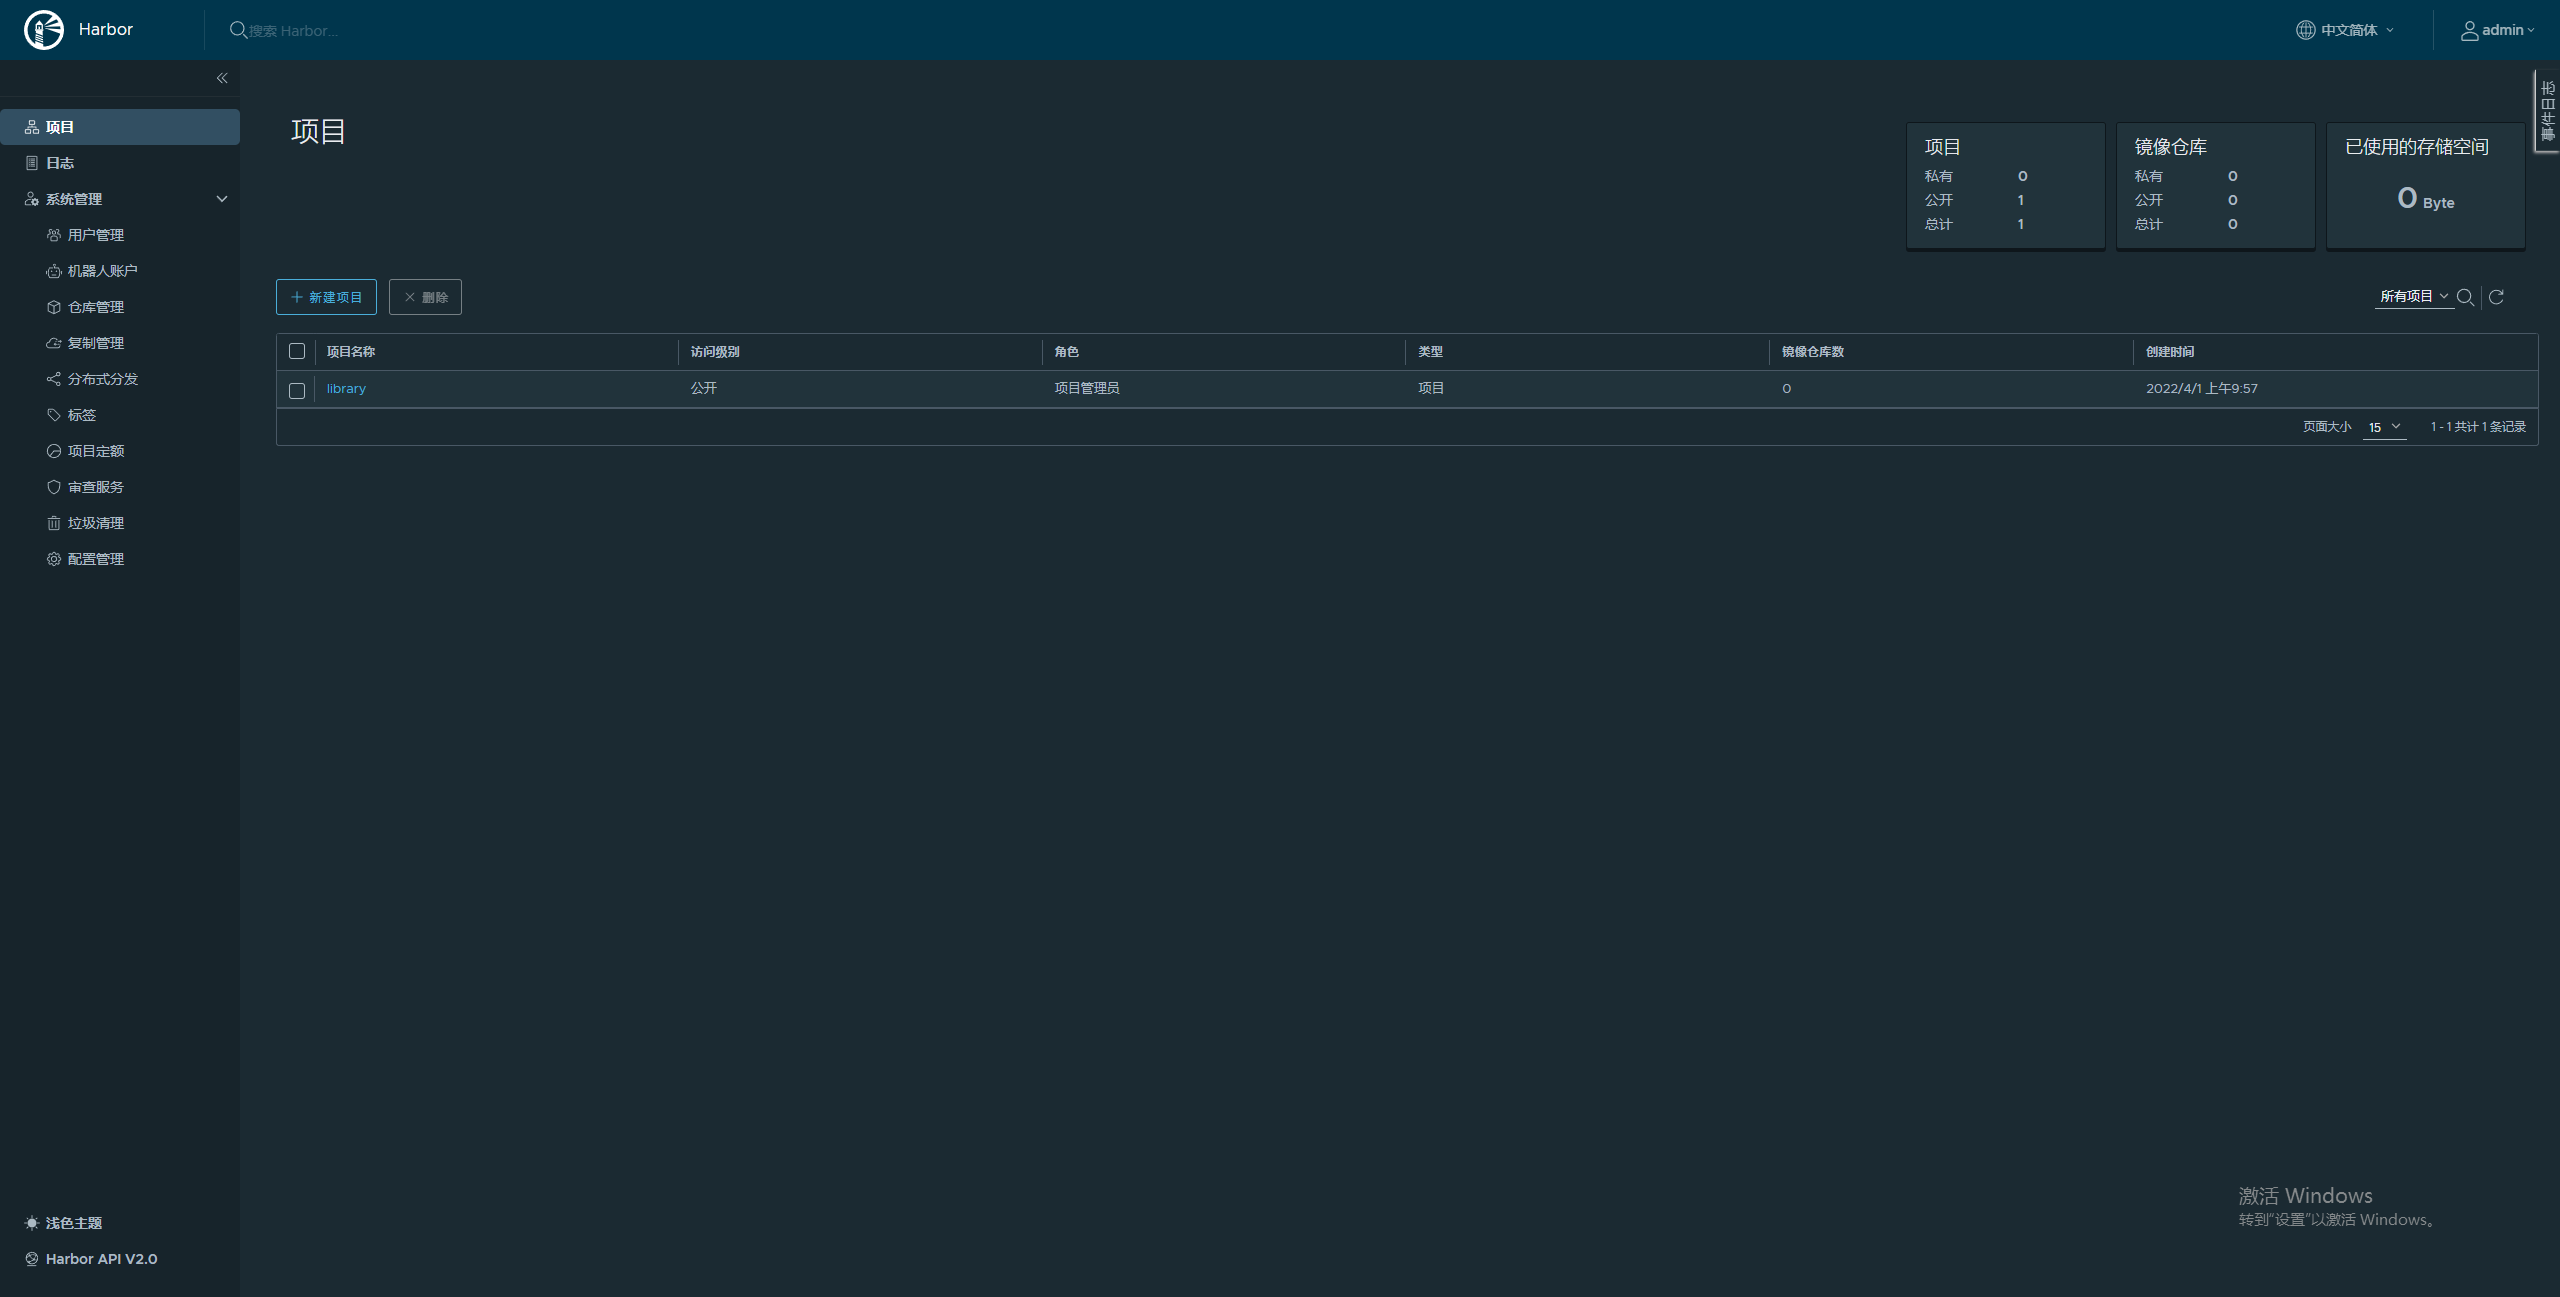 Harbor
搜索 Harbor...
中文简体
admin
事件日志
项目
日志
系统管理
用户管理
机器人账户
仓库管理
复制管理
分布式分发
标签
项目定额
审查服务
垃圾清理
配置管理
浅色主题
Harbor API V2.0
项目
项目
私有 0
公开 1
总计 1
镜像仓库
私有 0
公开 0
总计 0
已使用的存储空间
0 Byte
新建项目
删除
所有项目
项目名称 访问级别 角色 类型 镜像仓库数 创建时间
library 公开 项目管理员 项目 0 2022/4/1 上午9:57
页面大小 15 1 - 1 共计 1 条记录
激活 Windows
转到"设置"以激活 Windows。